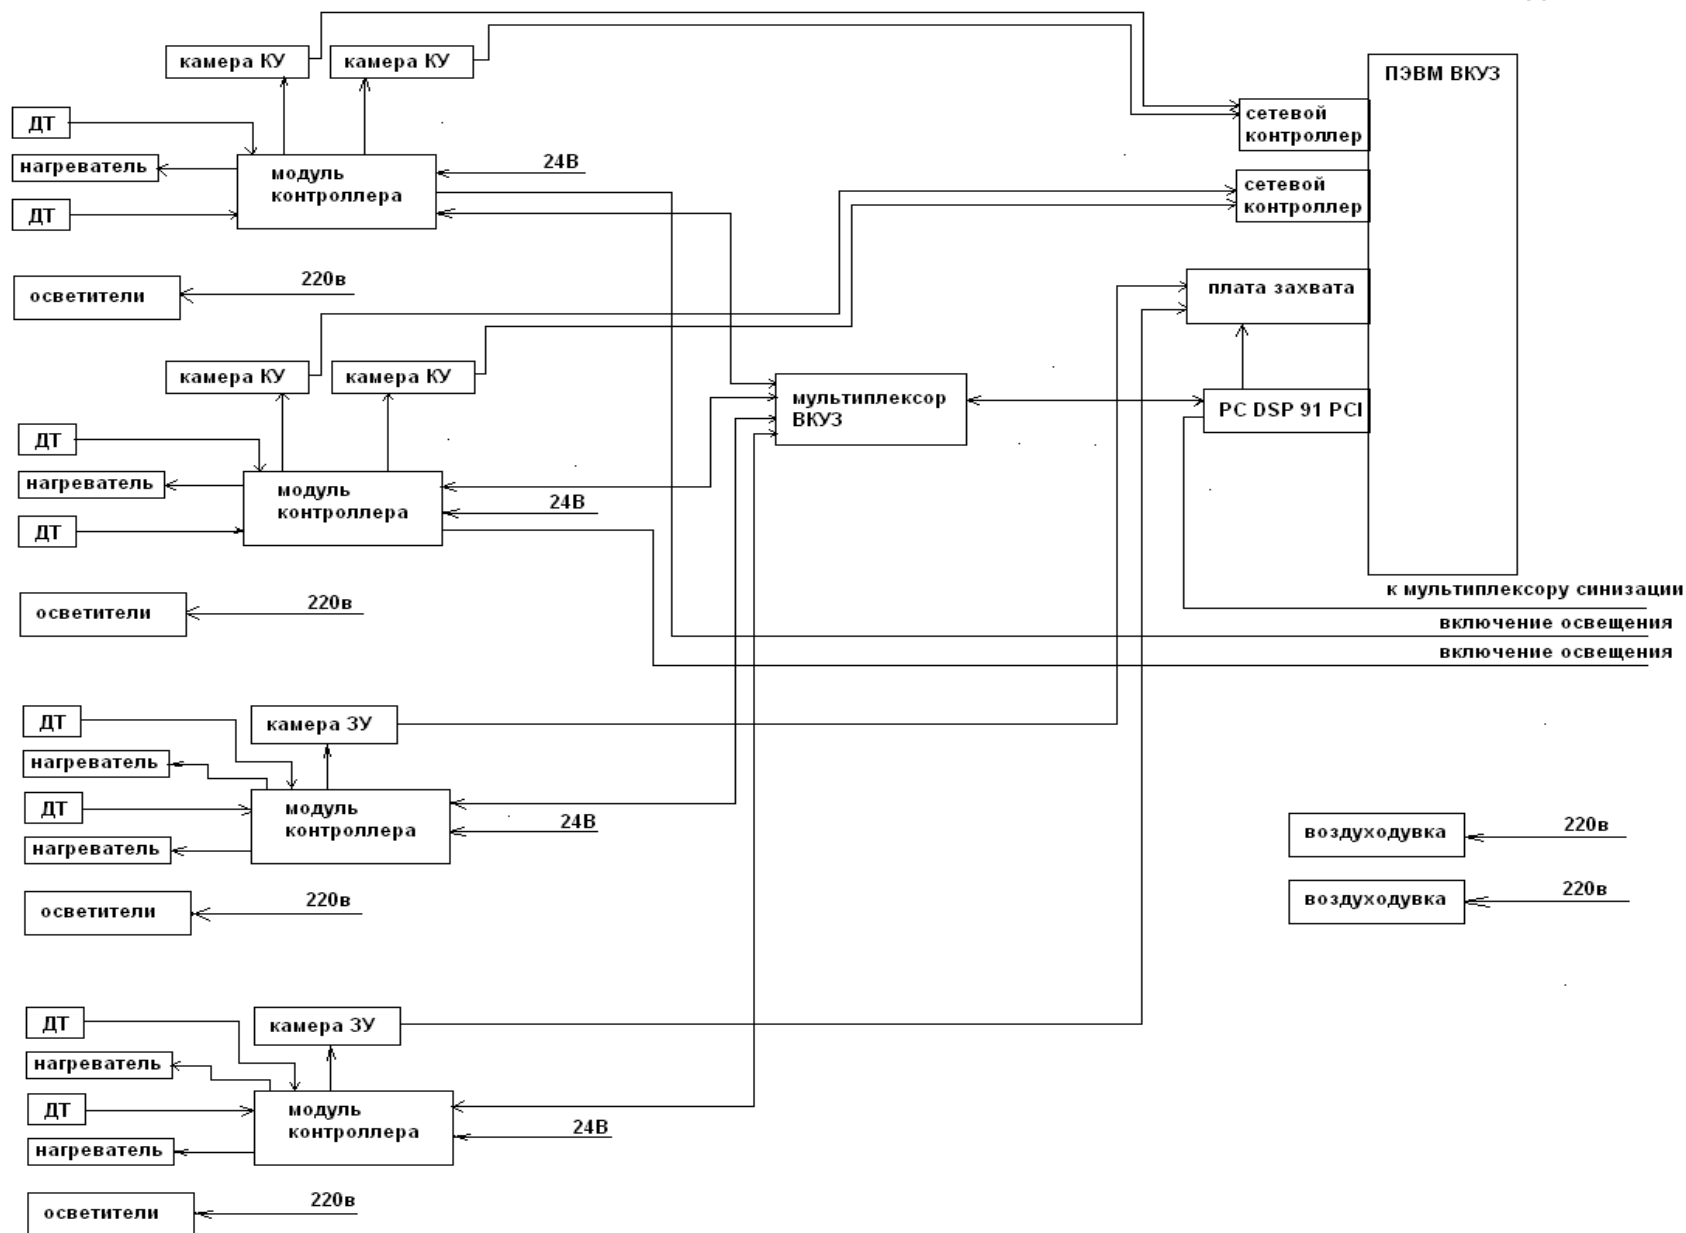 камера КУ
камера КУ
ПЭВМ ВКУЗ
ДТ
сетевой
контроллер
нагреватель
модуль
контроллера
24В
сетевой
контроллер
ДТ
осветители
220в
плата захвата
камера КУ
камера КУ
мультиплексор
ВКУЗ
PC DSP 91 PCI
ДТ
нагреватель
модуль
контроллера
24В
ДТ
к мультиплексору синизации
осветители
220в
включение освещения
включение освещения
ДТ
камера ЗУ
нагреватель
ДТ
модуль
контроллера
24В
нагреватель
воздуходувка
220в
осветители
220в
воздуходувка
220в
ДТ
камера ЗУ
нагреватель
ДТ
модуль
контроллера
24В
нагреватель
осветители
220в